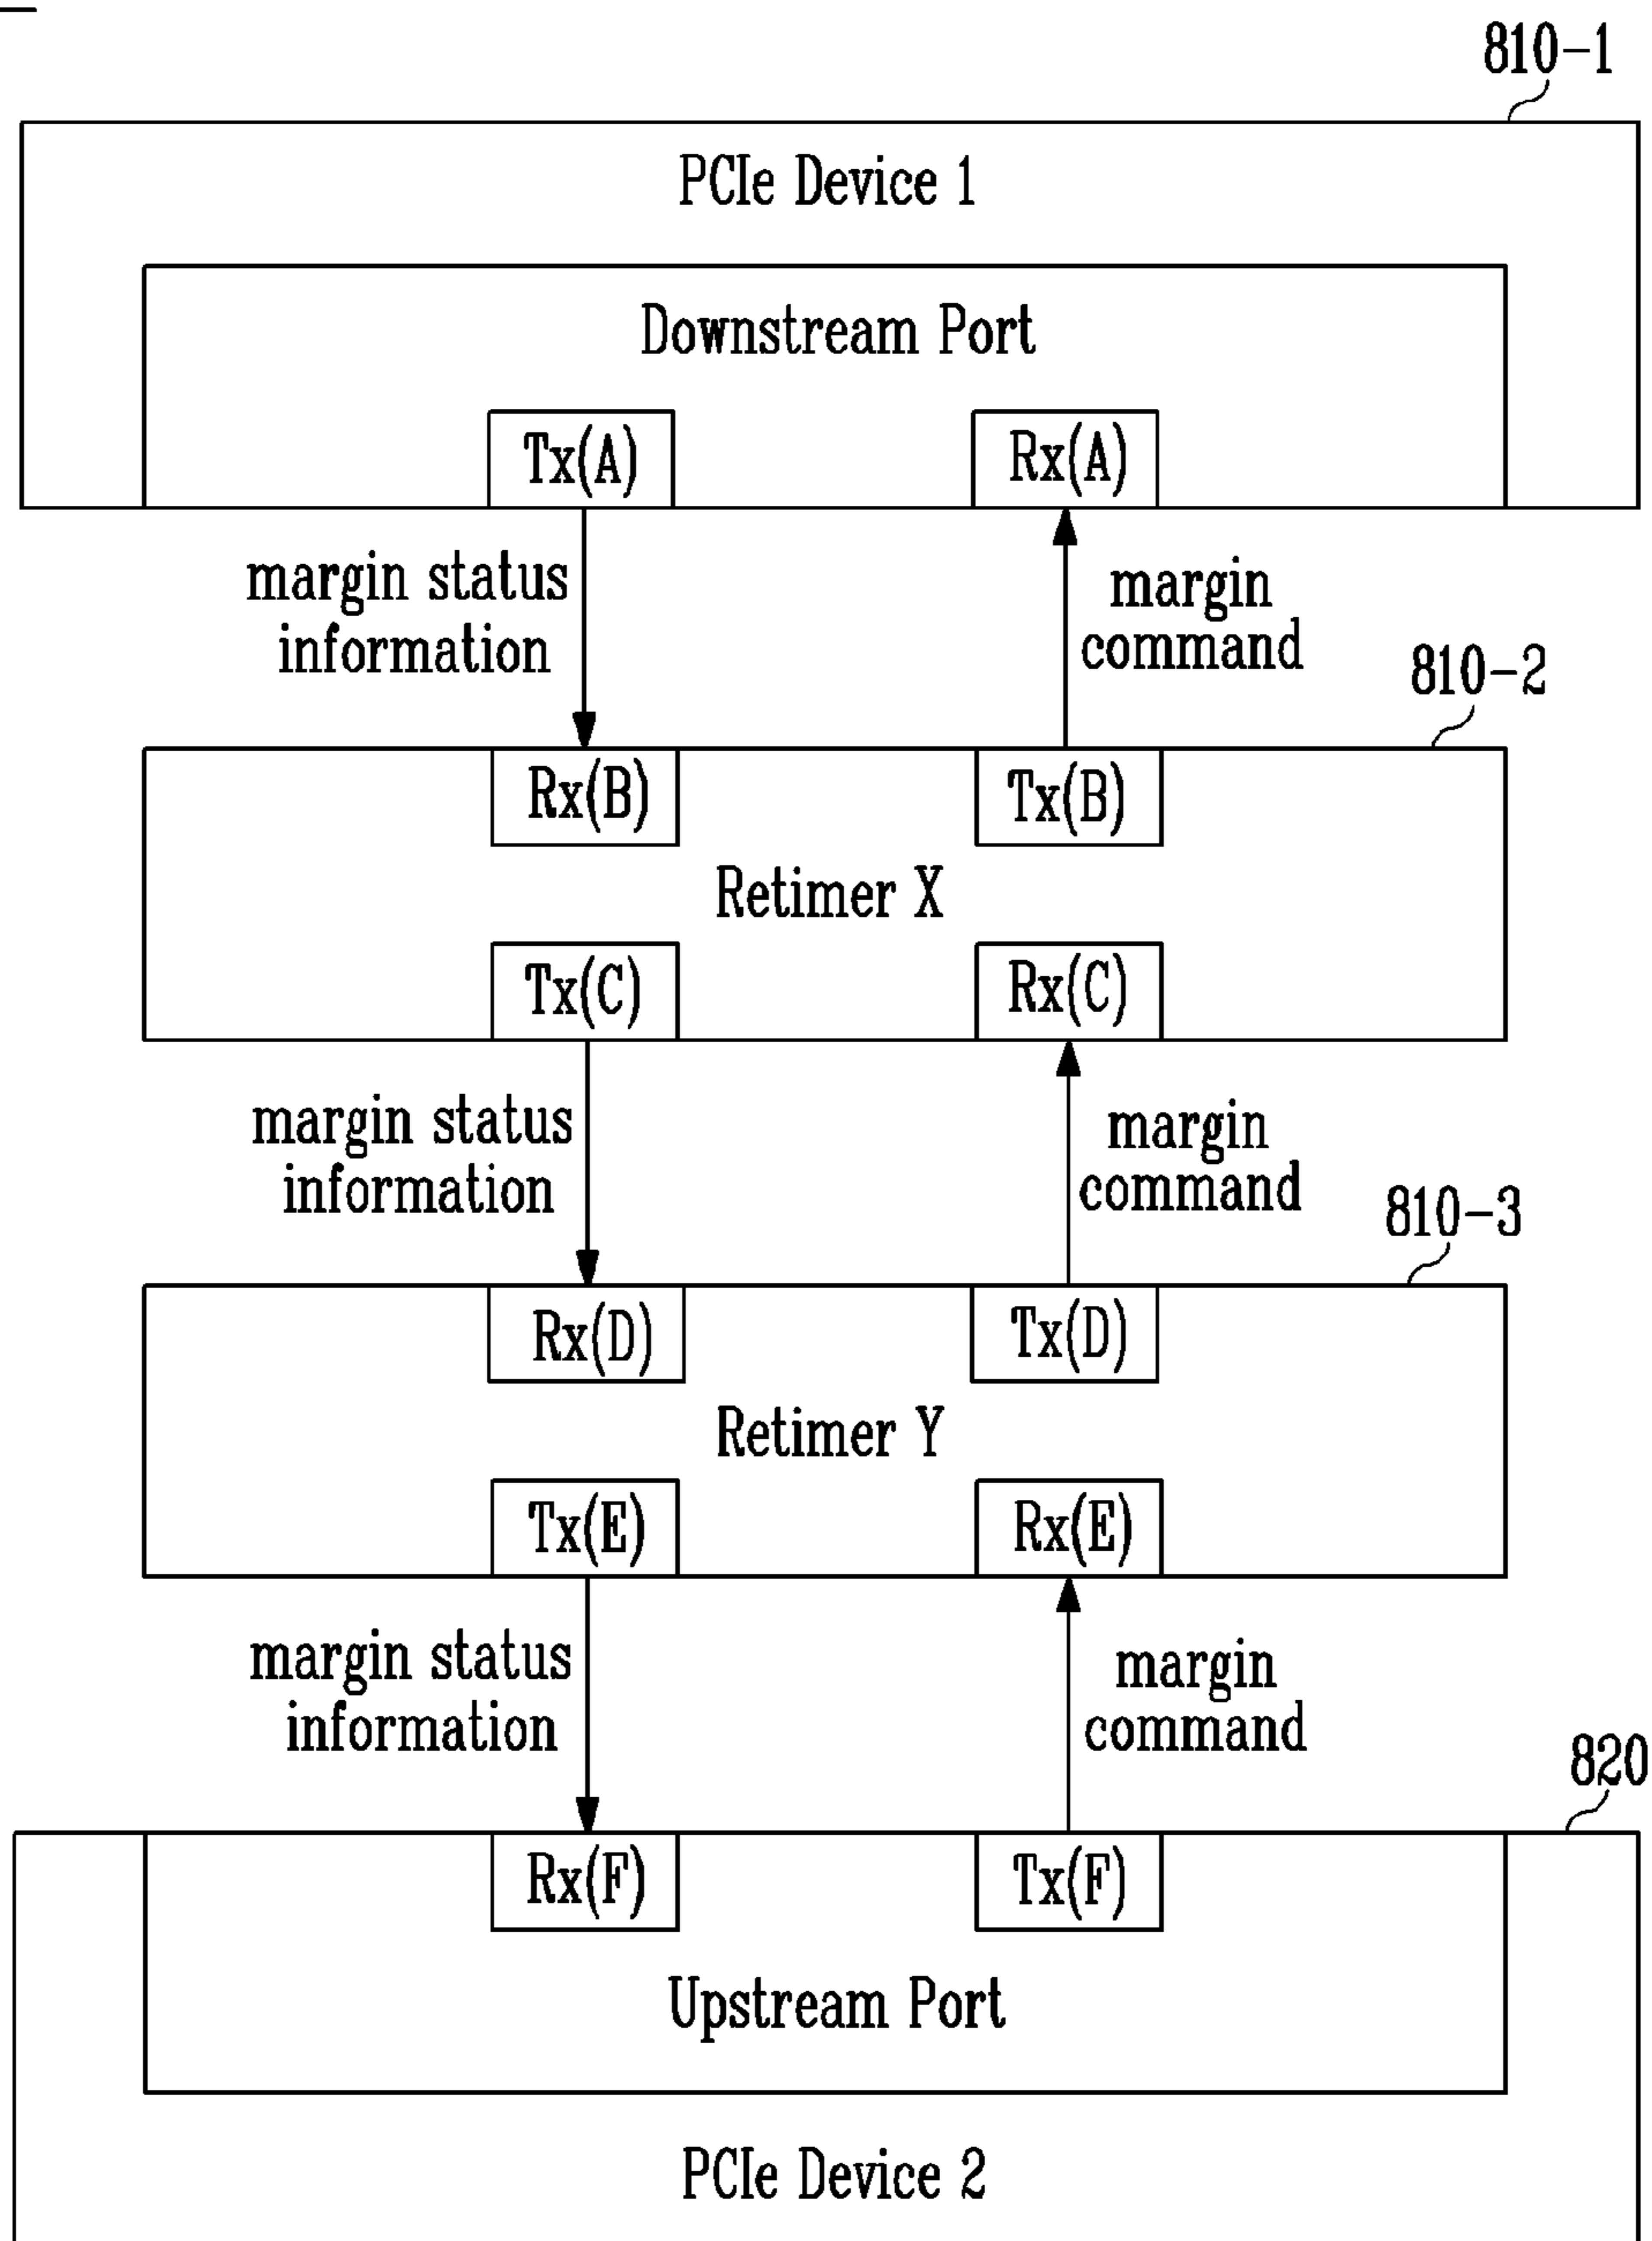 810-1
PCIe Device 1
Downstream Port
Tx(A)
Rx(A)
margin status
information
margin
command
810-2
Rx(B)
Tx(B)
Retimer X
Tx(C)
Rx(C)
margin status
information
margin
command
810-3
Rx(D)
Tx(D)
Retimer Y
Tx(E)
Rx(E)
margin status
information
margin
command
820
Rx(F)
Tx(F)
Upstream Port
PCIe Device 2